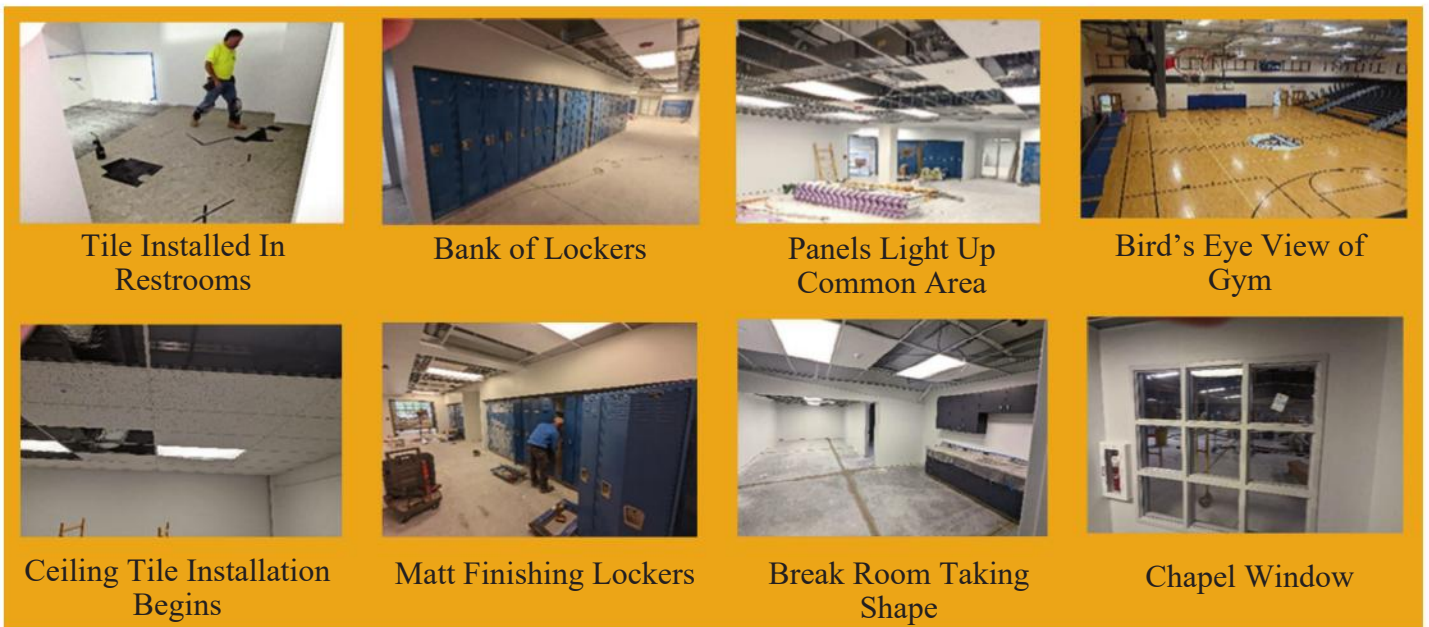 Tile Installed In
Restrooms
Bank of Lockers
Panels Light Up
Common Area
Bird’s Eye View of
Gym
Ceiling Tile Installation
Begins
Matt Finishing Lockers
Break Room Taking
Shape
Chapel Window